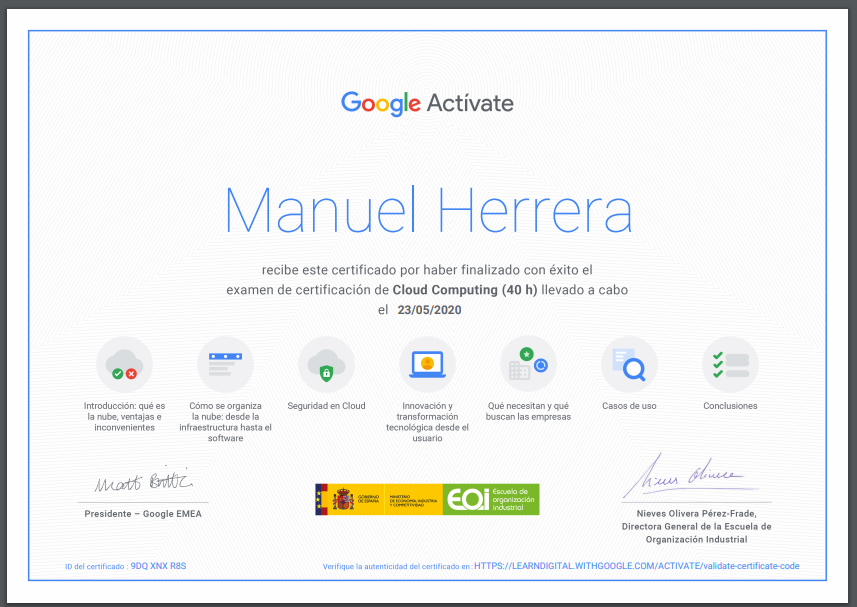 Google Actívate
Manuel Herrera
recibe este certificado por haber finalizado con éxito el
examen de certificación de Cloud Computing (40 h) llevado a cabo
el 23/05/2020
Introducción: qué es
la nube, ventajas e
inconvenientes
Cómo se organiza
la nube: desde la
infraestructura hasta el
software
Seguridad en Cloud
Innovación y
transformación
tecnológica desde el
usuario
Qué necesitan y qué
buscan las empresas
Casos de uso
Conclusiones
Matt Brittin
Presidente – Google EMEA
GOBIERNO
DE ESPAÑA
MINISTERIO
DE ECONOMÍA, INDUSTRIA
Y COMPETITIVIDAD
EOi
Escuela de
organización
industrial
Nieves Olivera
Nieves Olivera Pérez-Frade,
Directora General de la Escuela de
Organización Industrial
ID del certificado : 9DQ XNX R8S
Verifique la autenticidad del certificado en : HTTPS://LEARNDIGITAL.WITHGOOGLE.COM/ACTIVATE/validate-certificate-code